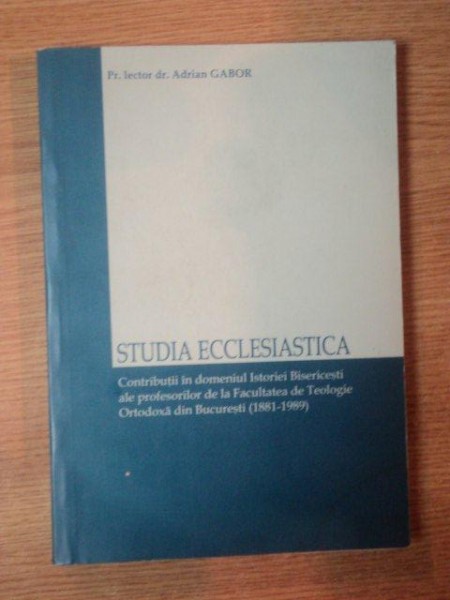 Pr. lector dr. Adrian GABOR
STUDIA ECCLESIASTICA
Contribuții în domeniul Istoriei Bisericești
ale profesorilor de la Facultatea de Teologie
Ortodoxă din București (1881-1989)